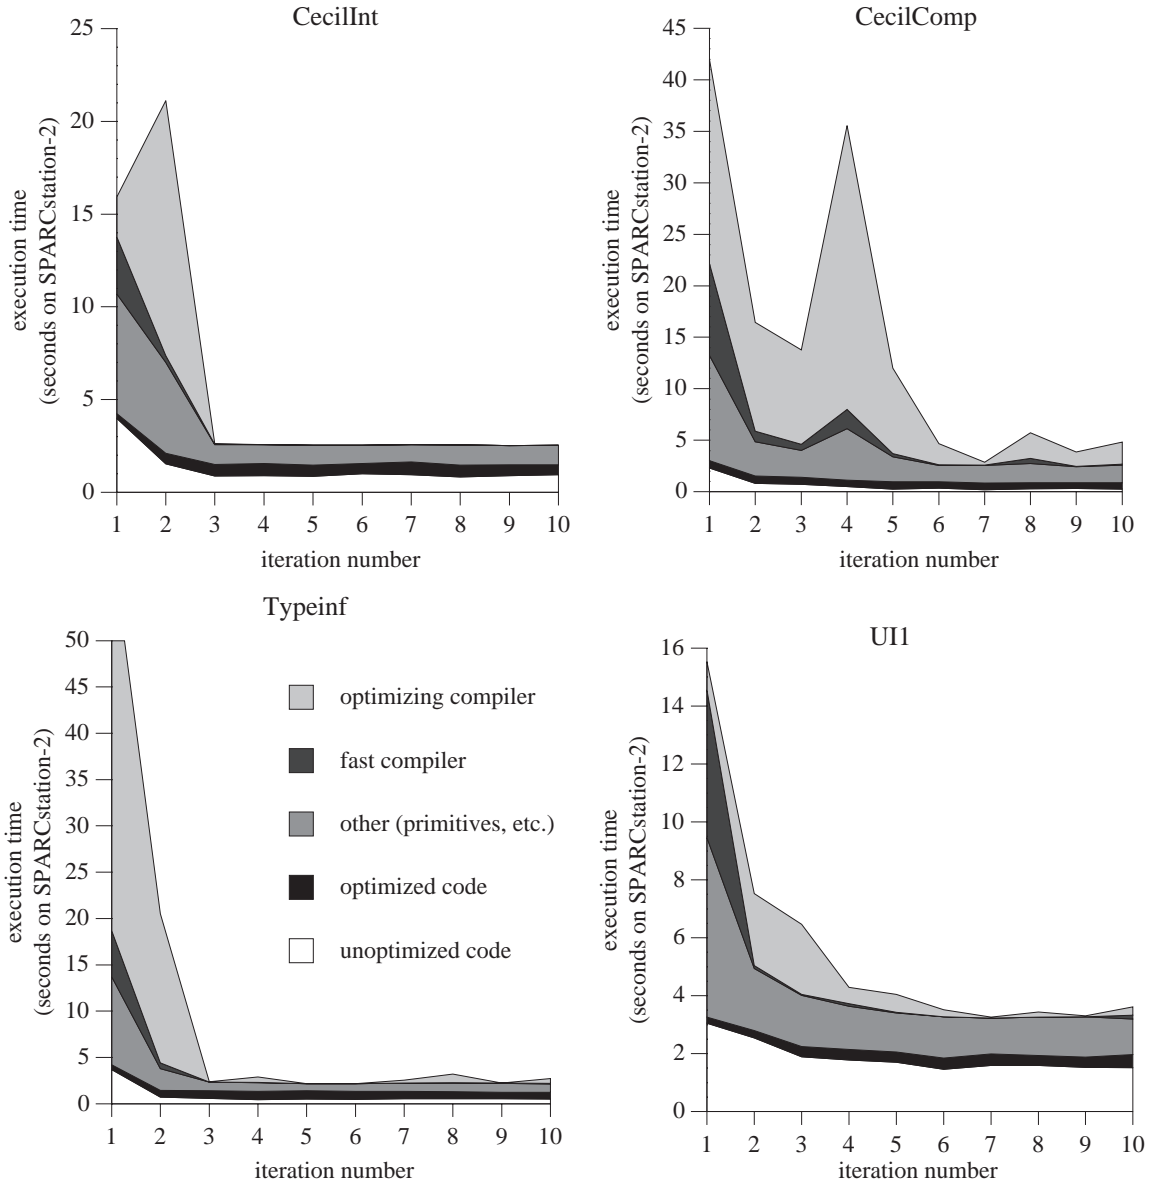 CecilInt
25
20
15
10
5
0
execution time
(seconds on SPARCstation-2)
1 2 3 4 5 6 7 8 9 10
iteration number
CecilComp
45
40
35
30
25
20
15
10
5
0
execution time
(seconds on SPARCstation-2)
1 2 3 4 5 6 7 8 9 10
iteration number
Typeinf
50
45
40
35
30
25
20
15
10
5
0
execution time
(seconds on SPARCstation-2)
optimizing compiler
fast compiler
other (primitives, etc.)
optimized code
unoptimized code
1 2 3 4 5 6 7 8 9 10
iteration number
UI1
16
14
12
10
8
6
4
2
0
execution time
(seconds on SPARCstation-2)
1 2 3 4 5 6 7 8 9 10
iteration number